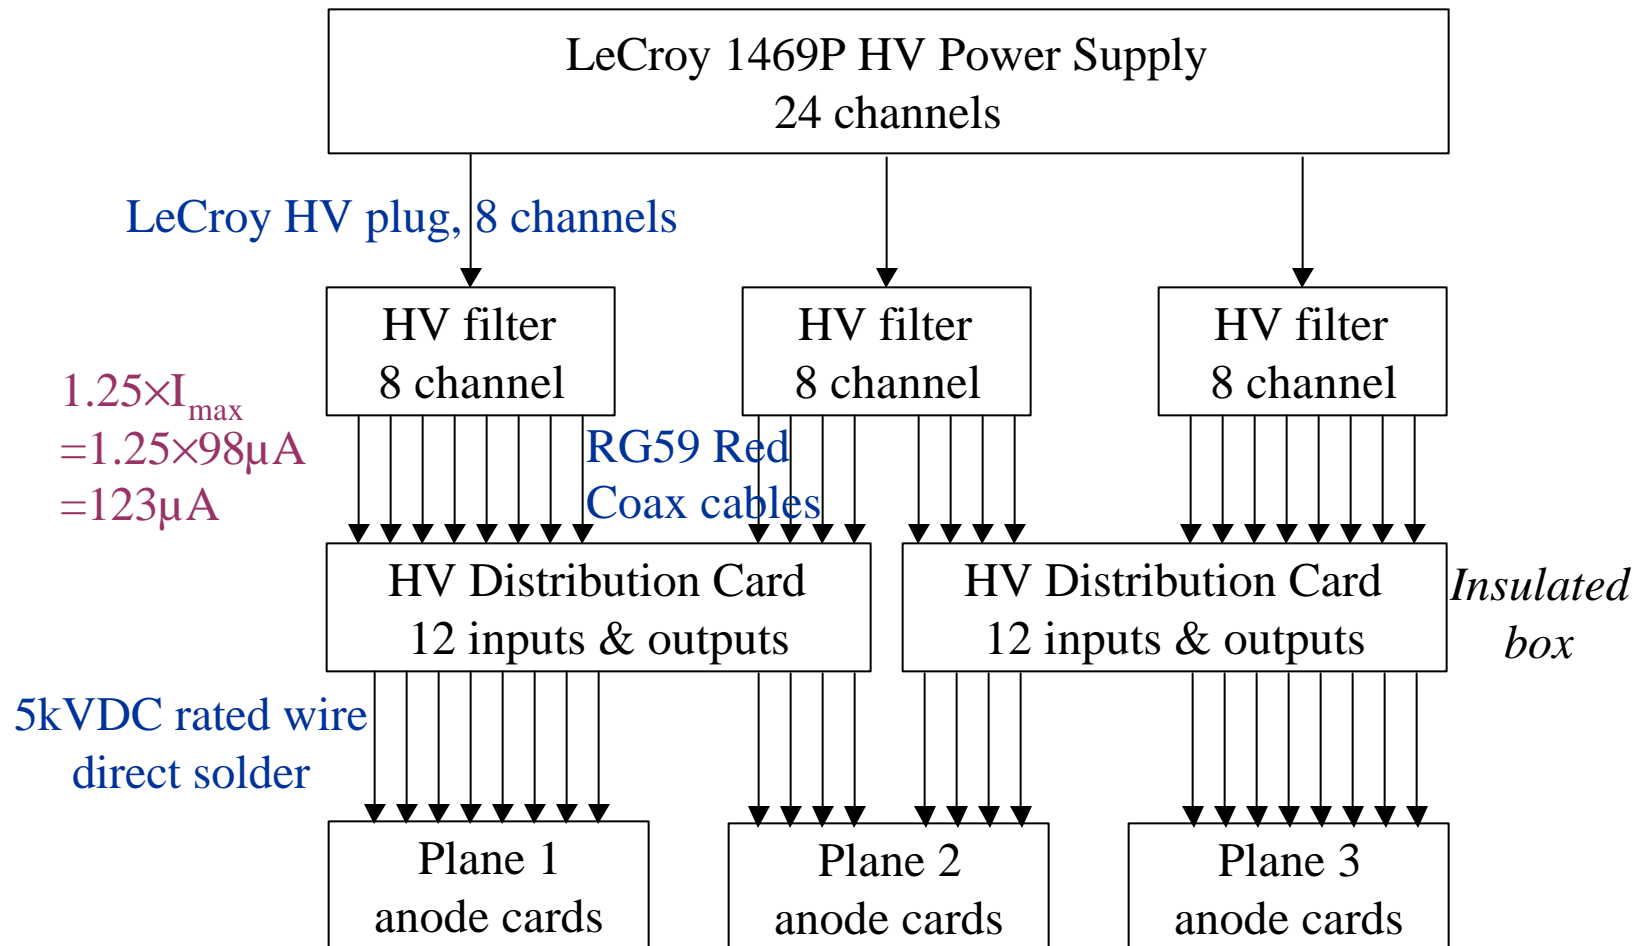 LeCroy 1469P HV Power Supply
24 channels
LeCroy HV plug, 8 channels
HV filter
8 channel
HV filter
8 channel
HV filter
8 channel
1.25×Imax
=1.25×98µA
=123µA
RG59 Red
Coax cables
HV Distribution Card
12 inputs & outputs
HV Distribution Card
12 inputs & outputs
Insulated
box
5kVDC rated wire
direct solder
Plane 1
anode cards
Plane 2
anode cards
Plane 3
anode cards